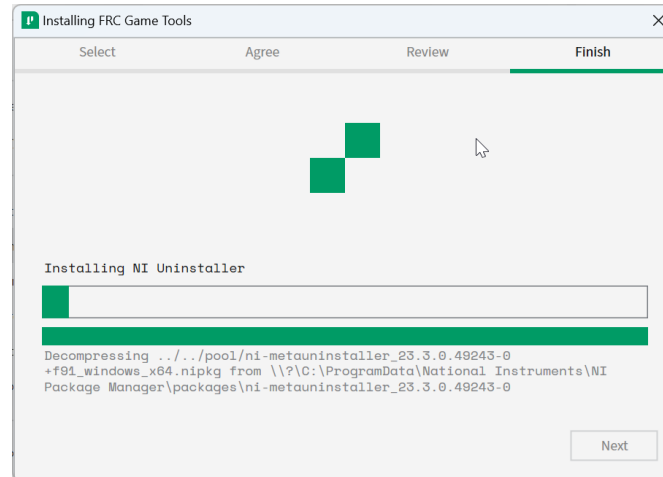 Installing FRC Game Tools
Select Agree Review Finish
Installing NI Uninstaller
Decompressing ../../pool/ni-metauninstaller_23.3.0.49243-0
+f91_windows_x64.nipkg from \\?\C:\ProgramData\National Instruments\NI
Package Manager\packages\ni-metauninstaller_23.3.0.49243-0
Next